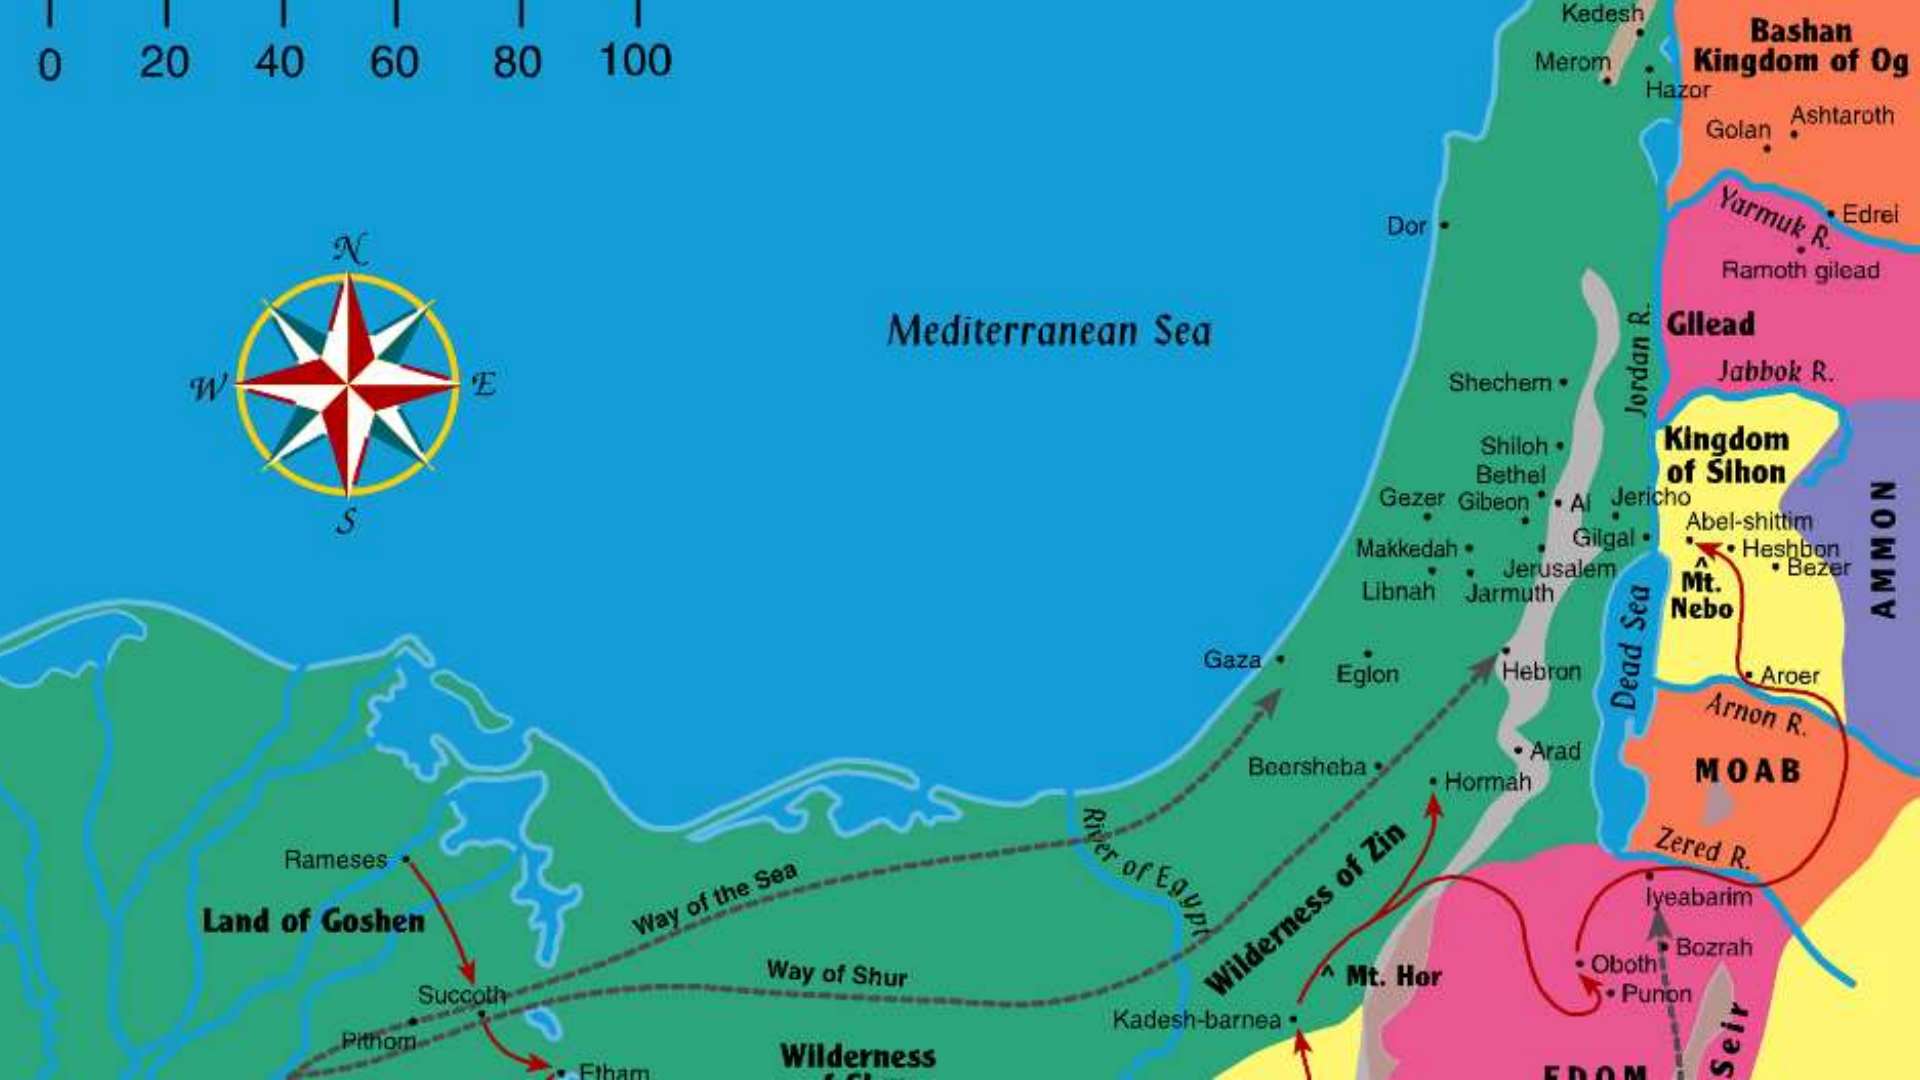 0 20 40 60 80 100
Kedesh
Merom
Hazor
Bashan
Kingdom of Og
Golan
Ashtaroth
Edrei
Yarmuk R.
Ramoth gilead
Dor
N
W
E
S
Mediterranean Sea
Jordan R.
Gilead
Jabbok R.
Shechem
Shiloh
Bethel
Gezer
Gibeon
Ai
Jericho
Makkedah
Gilgal
Jerusalem
Libnah
Jarmuth
Kingdom
of Sihon
Abel-shittim
Heshbon
Bezer
^
Mt.
Nebo
AMMON
Dead Sea
Gaza
Eglon
Hebron
Aroer
Arnon R.
Beersheba
Arad
Hormah
MOAB
Zered R.
Iyeabarim
River of Egypt
Wilderness of Zin
Way of the Sea
Rameses
Land of Goshen
Way of Shur
Succoth
Pithom
Etham
Wilderness
^ Mt. Hor
Kadesh-barnea
Bozrah
Oboth
Punon
Seir
EDOM